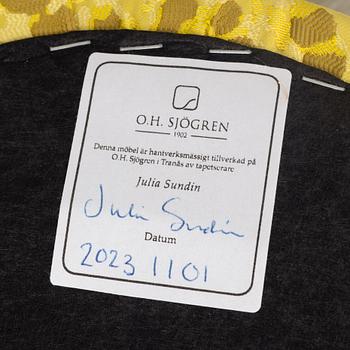 O.H. SJÖGREN
1902
Denna möbel är hantverksmässigt tillverkad på
O.H. Sjögren i Tranås av tapetserare
Julia Sundin
Julia Sundin
Datum
2023 11 01